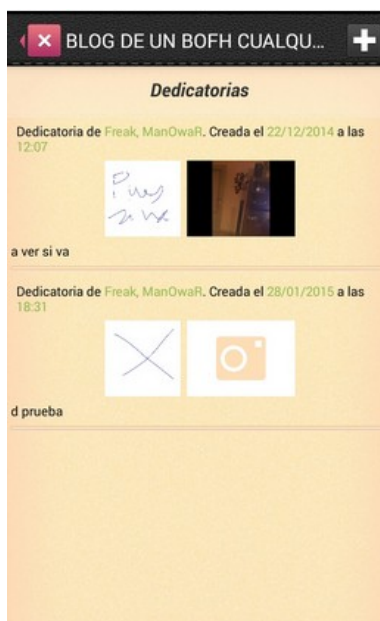 BLOG DE UN BOFH CUALQU...
Dedicatorias
Dedicatoria de Freak, ManOwaR. Creada el 22/12/2014 a las
12:07
a ver si va
Dedicatoria de Freak, ManOwaR. Creada el 28/01/2015 a las
18:31
d prueba